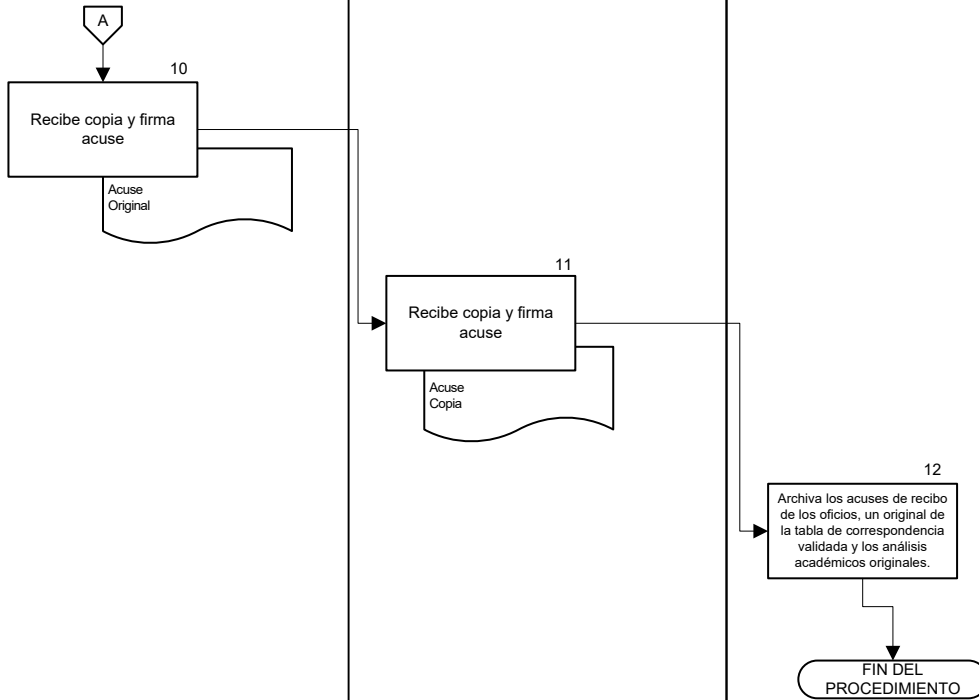 A
10
Recibe copia y firma
acuse
Acuse
Original
11
Recibe copia y firma
acuse
Acuse
Copia
12
Archiva los acuses de recibo
de los oficios, un original de
la tabla de correspondencia
validada y los análisis
académicos originales.
FIN DEL
PROCEDIMIENTO